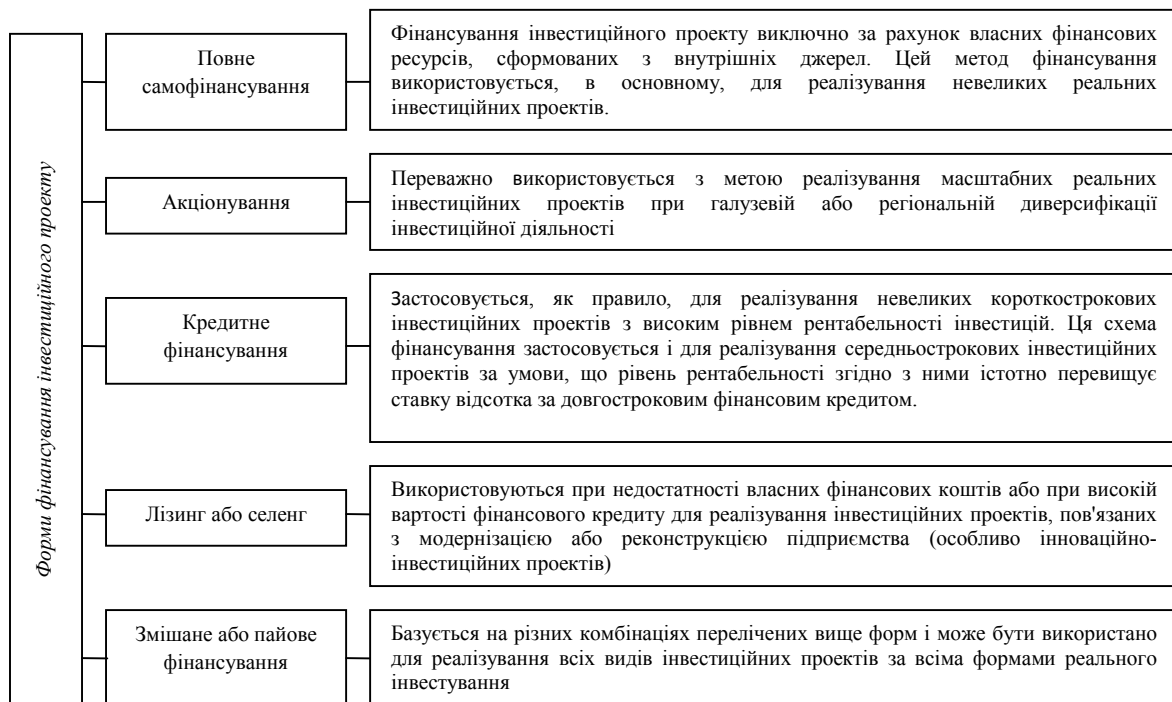 Форми фінансування інвестиційного проекту
Повне
самофінансування
Фінансування інвестиційного проекту виключно за рахунок власних фінансових
ресурсів, сформованих з внутрішніх джерел. Цей метод фінансування
використовується, в основному, для реалізування невеликих реальних
інвестиційних проектів.
Акціонування
Переважно використовується з метою реалізування масштабних реальних
інвестиційних проектів при галузевій або регіональній диверсифікації
інвестиційної діяльності
Кредитне
фінансування
Застосовується, як правило, для реалізування невеликих короткострокових
інвестиційних проектів з високим рівнем рентабельності інвестицій. Ця схема
фінансування застосовується і для реалізування середньострокових інвестиційних
проектів за умови, що рівень рентабельності згідно з ними істотно перевищує
ставку відсотка за довгостроковим фінансовим кредитом.
Лізинг або селенг
Використовуються при недостатності власних фінансових коштів або при високій
вартості фінансового кредиту для реалізування інвестиційних проектів, пов'язаних
з модернізацією або реконструкцією підприємства (особливо інноваційно-
інвестиційних проектів)
Змішане або пайове
фінансування
Базується на різних комбінаціях перелічених вище форм і може бути використано
для реалізування всіх видів інвестиційних проектів за всіма формами реального
інвестування